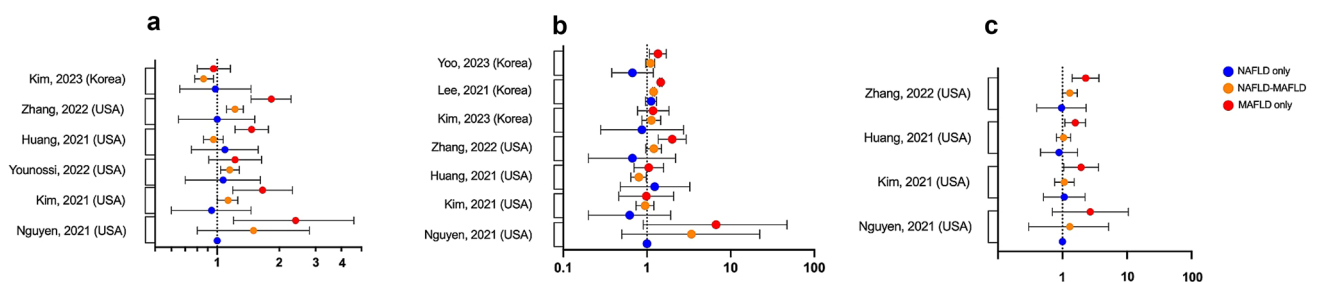 a
Kim, 2023 (Korea)
Zhang, 2022 (USA)
Huang, 2021 (USA)
Younossi, 2022 (USA)
Kim, 2021 (USA)
Nguyen, 2021 (USA)
1 2 3 4
b
Yoo, 2023 (Korea)
Lee, 2021 (Korea)
Kim, 2023 (Korea)
Zhang, 2022 (USA)
Huang, 2021 (USA)
Kim, 2021 (USA)
Nguyen, 2021 (USA)
0.1 1 10 100
c
Zhang, 2022 (USA)
Huang, 2021 (USA)
Kim, 2021 (USA)
Nguyen, 2021 (USA)
1 10 100
NAFLD only
NAFLD-MAFLD
MAFLD only